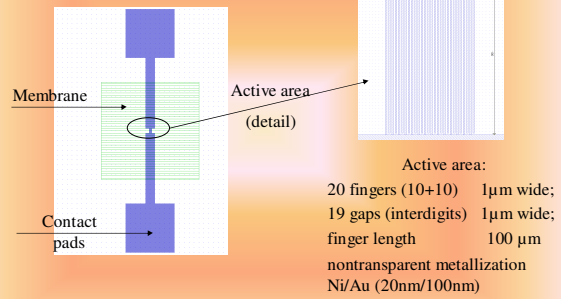 Membrane
Active area
(detail)
Contact
pads
Active area:
20 fingers (10+10) 1µm wide;
19 gaps (interdigits) 1µm wide;
finger length 100 µm
nontransparent metallization
Ni/Au (20nm/100nm)